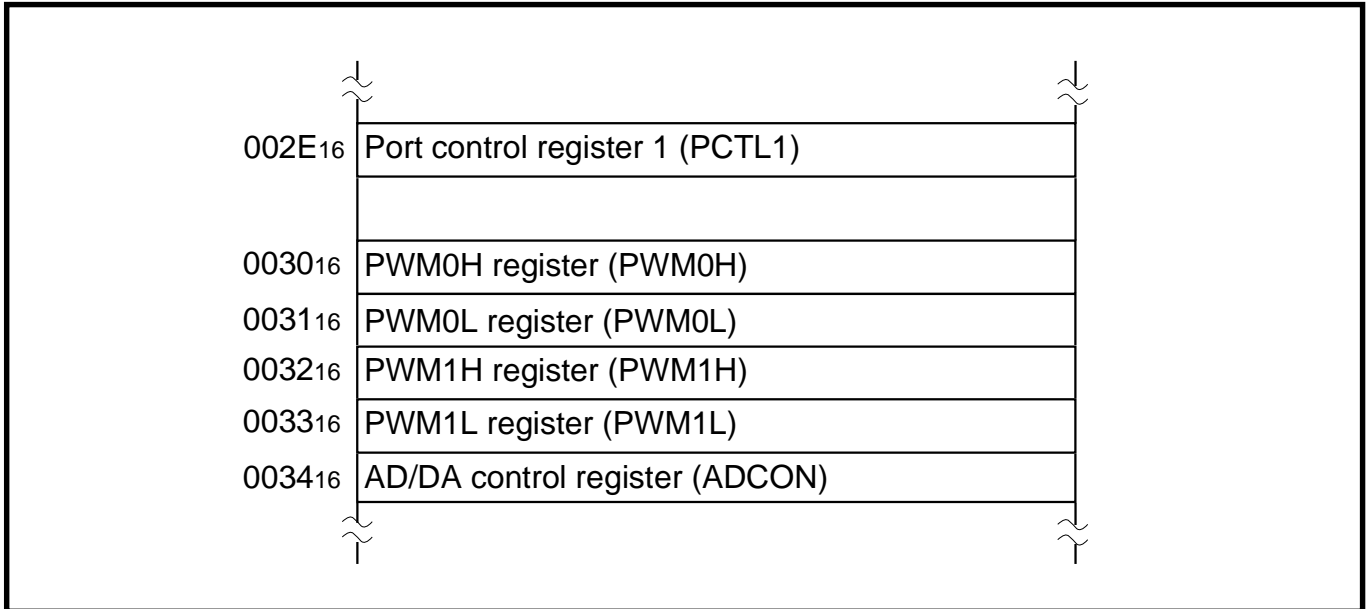 002E16 Port control register 1 (PCTL1)
003016 PWM0H register (PWM0H)
003116 PWM0L register (PWM0L)
003216 PWM1H register (PWM1H)
003316 PWM1L register (PWM1L)
003416 AD/DA control register (ADCON)